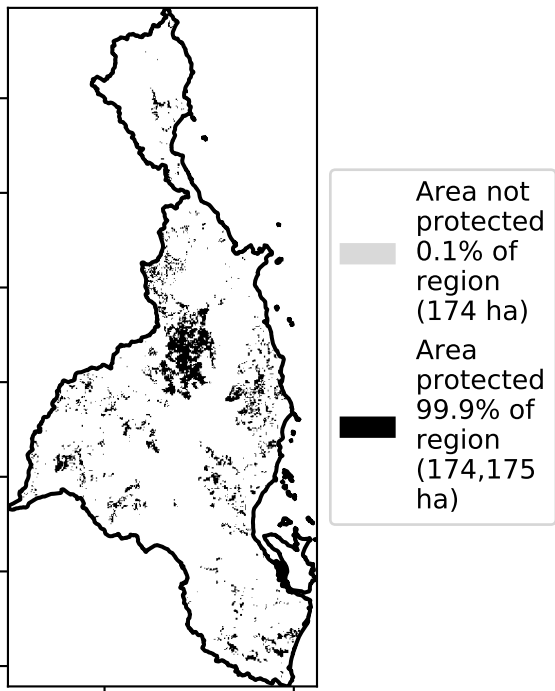 Area not
protected
0.1% of
region
(174 ha)
Area
protected
99.9% of
region
(174,175
ha)